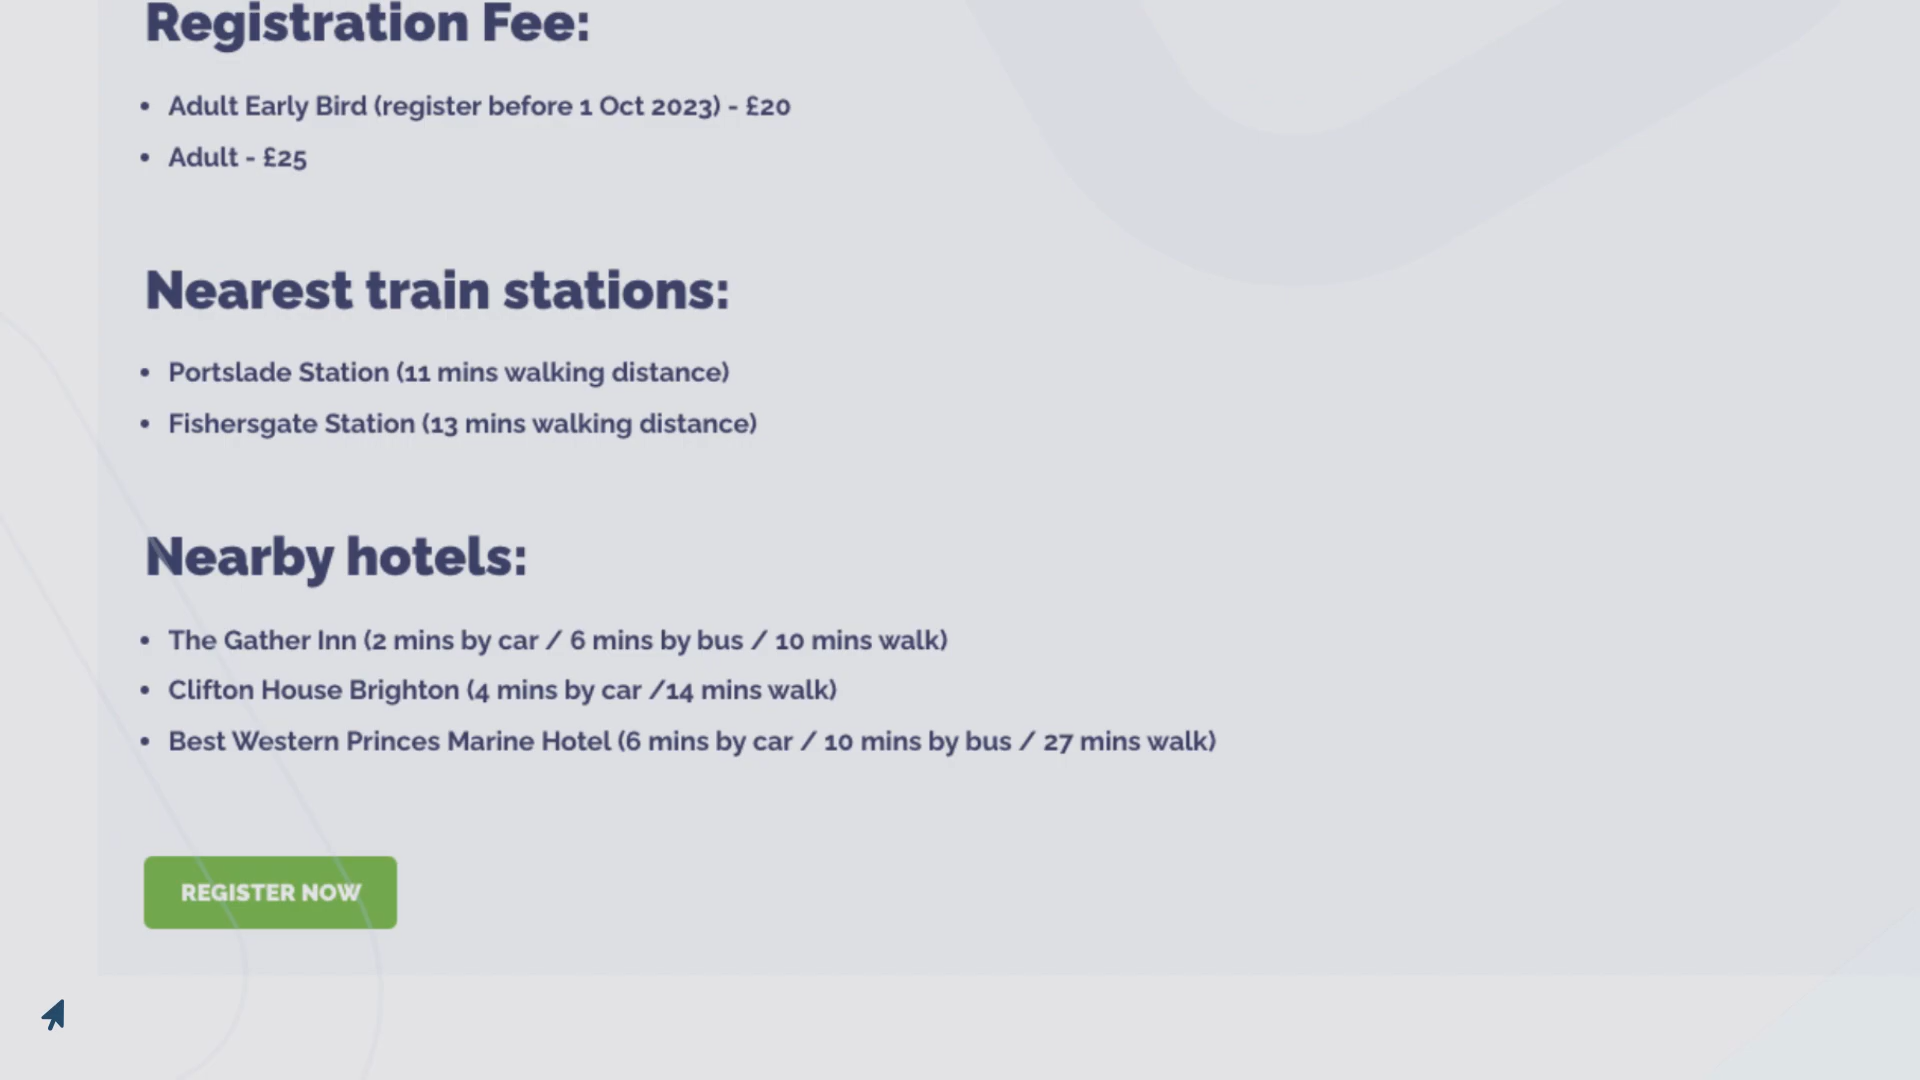 Registration Fee:
• Adult Early Bird (register before 1 Oct 2023) - £20
• Adult - £25
Nearest train stations:
• Portslade Station (11 mins walking distance)
• Fishersgate Station (13 mins walking distance)
Nearby hotels:
• The Gather Inn (2 mins by car / 6 mins by bus / 10 mins walk)
• Clifton House Brighton (4 mins by car /14 mins walk)
• Best Western Princes Marine Hotel (6 mins by car / 10 mins by bus / 27 mins walk)
REGISTER NOW